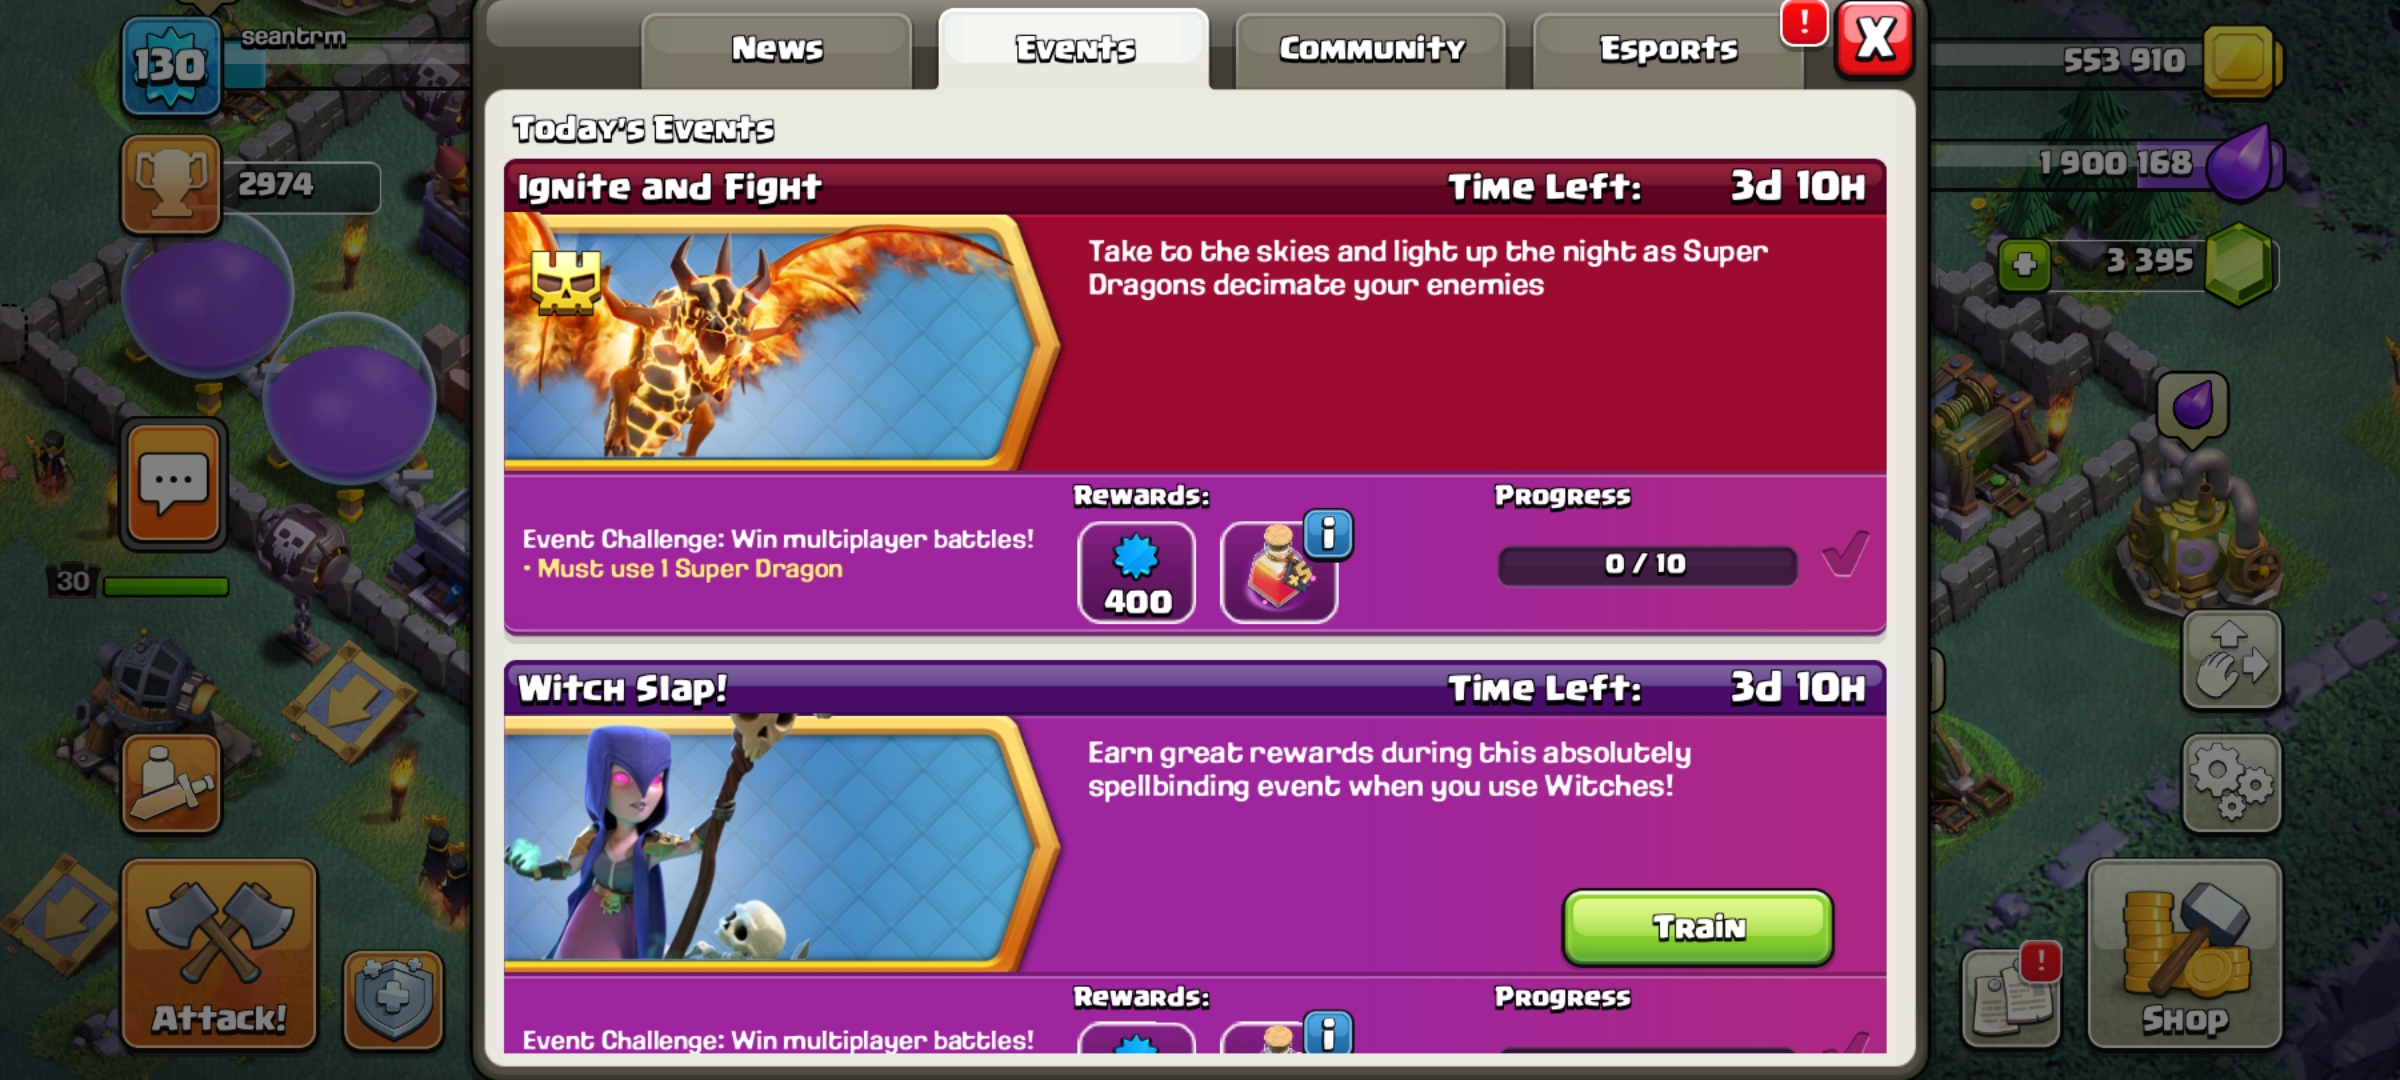 130
seantrm
2974
30
Attack!
News
Events
Community
Esports
!
X
Today's Events
Ignite and Fight
Time Left:
3d 10H
Take to the skies and light up the night as Super
Dragons decimate your enemies
Event Challenge: Win multiplayer battles!
• Must use 1 Super Dragon
Rewards:
400
i
Progress
0 / 10
Witch Slap!
Time Left:
3d 10H
Earn great rewards during this absolutely
spellbinding event when you use Witches!
Train
Event Challenge: Win multiplayer battles!
Rewards:
i
Progress
553 910
1 900 168
3 395
!
Shop